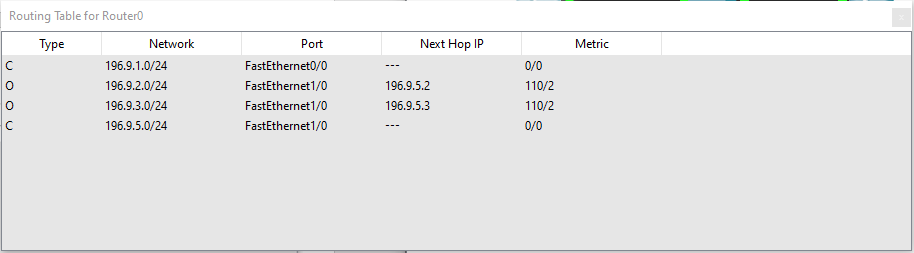 Routing Table for Router0
x
Type Network Port Next Hop IP Metric
C 196.9.1.0/24 FastEthernet0/0 --- 0/0
O 196.9.2.0/24 FastEthernet1/0 196.9.5.2 110/2
O 196.9.3.0/24 FastEthernet1/0 196.9.5.3 110/2
C 196.9.5.0/24 FastEthernet1/0 --- 0/0